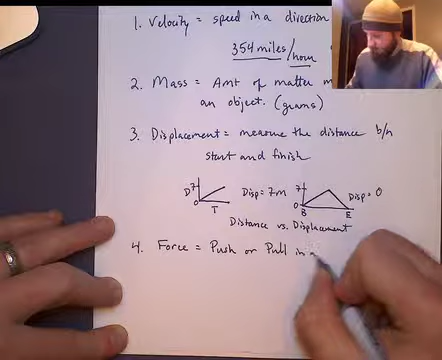 1. Velocity = speed in a direction
354 miles/hour
2. Mass = Amt of matter
an object. (grams)
3. Displacement = measure the distance b/n
start and finish
D 7 0 T Disp = 7m 7 0 B E Disp = 0
Distance vs. Displacement
4. Force = Push or Pull in a